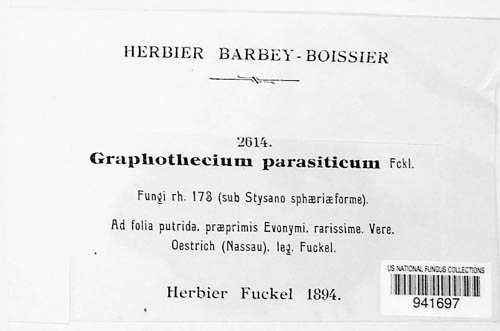 HERBIER BARBEY-BOISSIER
2614.
Graphothecium parasiticum Fckl.
Fungi rh. 173 (sub Stysano sphæriæforme).
Ad folia putrida, præprimis Evonymi, rarissime. Vere.
Oestrich (Nassau), leg. Fuckel.
Herbier Fuckel 1894.
US NATIONAL FUNGUS COLLECTIONS
941697